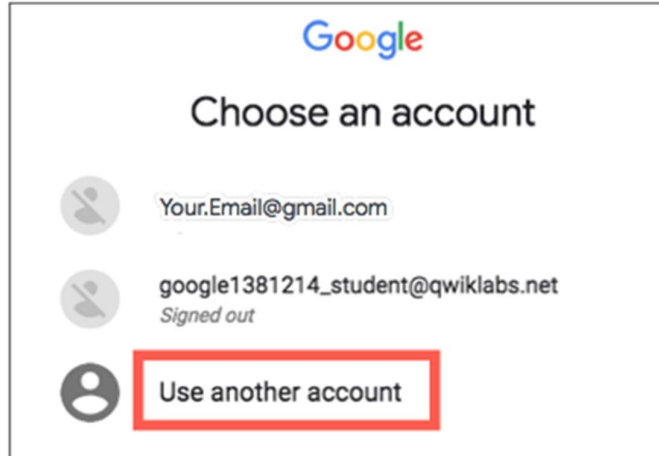 Google
Choose an account
Your.Email@gmail.com
google1381214_student@qwiklabs.net
Signed out
Use another account